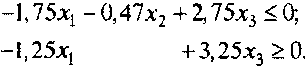 -1,75x₁ - 0,47x₂ + 2,75x₃ ≤ 0;
-1,25x₁ + 3,25x₃ ≥ 0.